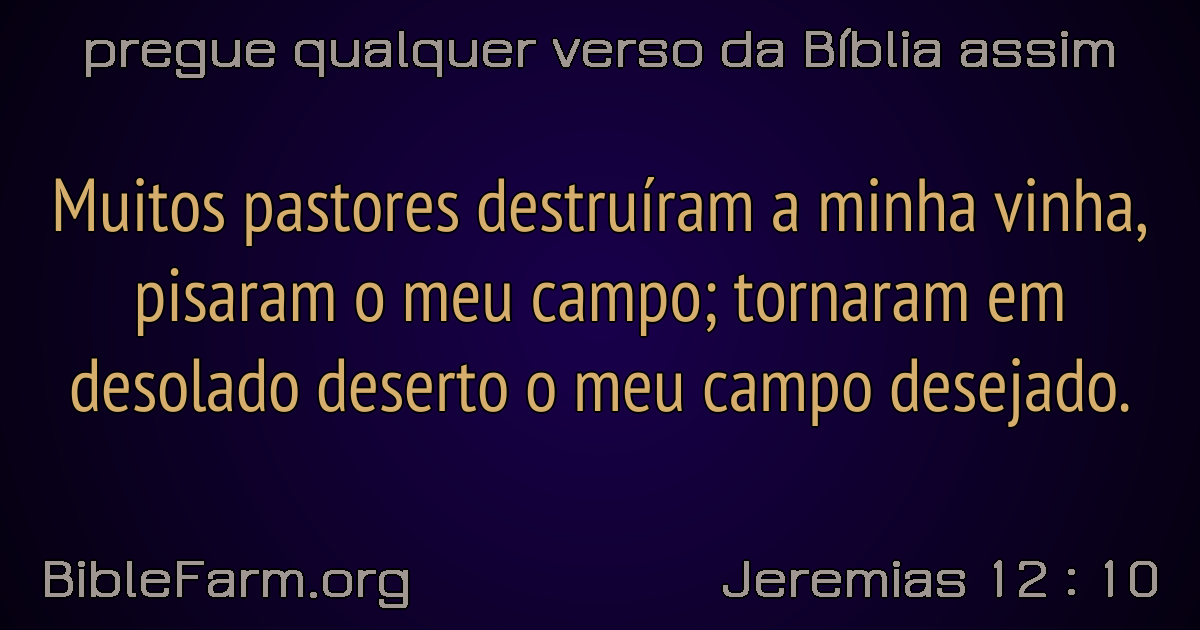 pregue qualquer verso da Bíblia assim
Muitos pastores destruíram a minha vinha,
pisaram o meu campo; tornaram em
desolado deserto o meu campo desejado.
BibleFarm.org
Jeremias 12 : 10